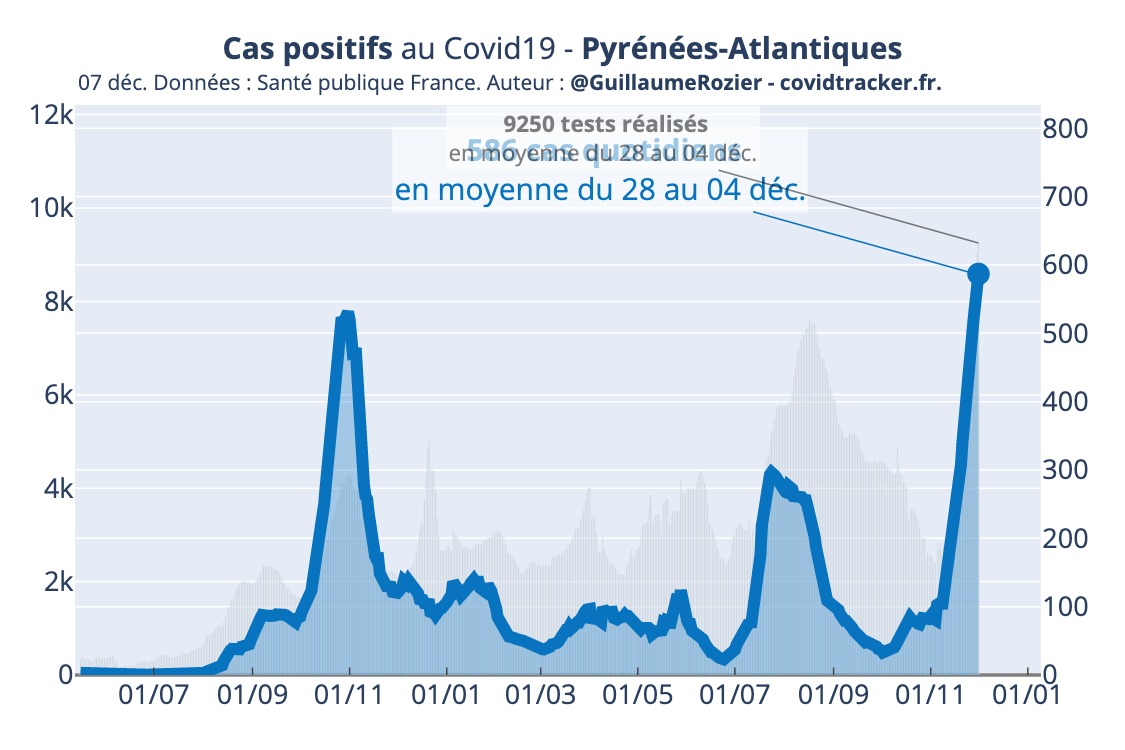 Cas positifs au Covid19 - Pyrénées-Atlantiques
07 déc. Données : Santé publique France. Auteur : @GuillaumeRozier - covidtracker.fr.
9250 tests réalisés
en moyenne du 28 au 04 déc.
586 cas quotidiens
en moyenne du 28 au 04 déc.
12k
10k
8k
6k
4k
2k
0
800
700
600
500
400
300
200
100
0
01/07 01/09 01/11 01/01 01/03 01/05 01/07 01/09 01/11 01/01